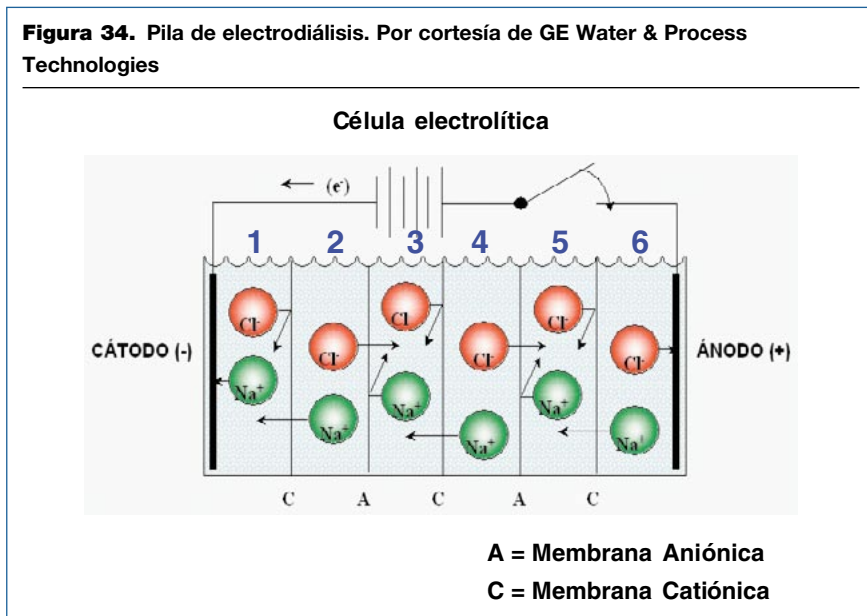 Figura 34. Pila de electrodiálisis. Por cortesía de GE Water & Process
Technologies
Célula electrolítica
(e-)
1 2 3 4 5 6
Cl- Cl- Cl-
Cl- Cl- Cl-
CÁTODO (-) ÁNODO (+)
Na+ Na+ Na+
Na+ Na+ Na+
C A C A C
A = Membrana Aniónica
C = Membrana Catiónica